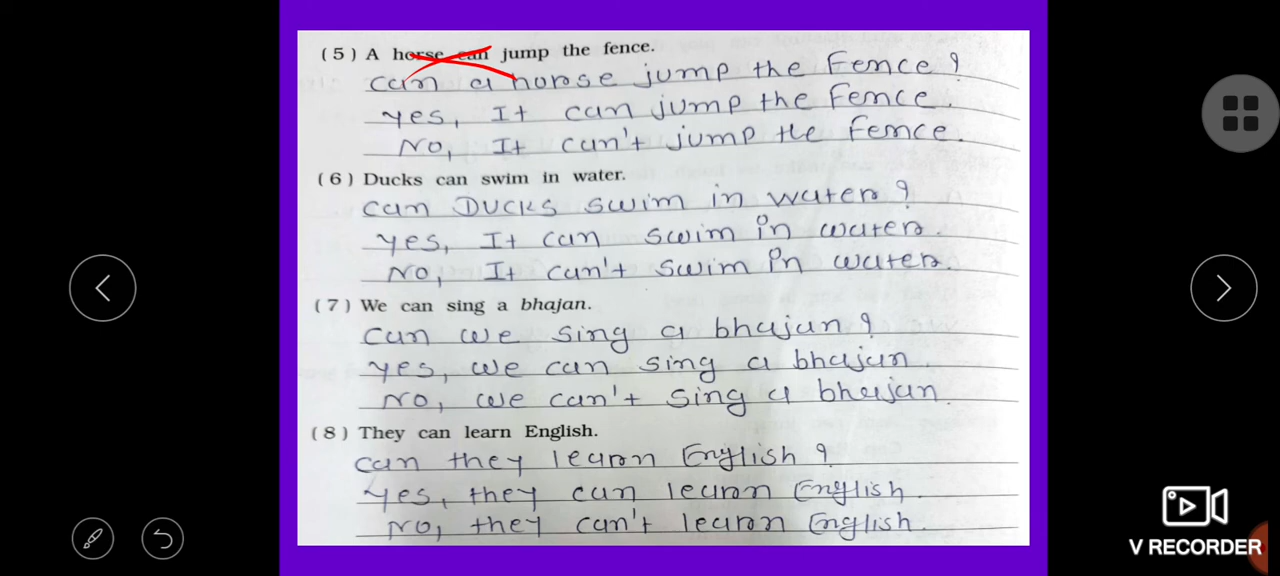 (5) A horse can jump the fence.
can a horse jump the Fence?
Yes, It can jump the Fence.
No, It can't jump the Fence.
(6) Ducks can swim in water.
can Ducks swim in water?
Yes, It can swim in water.
No, It can't swim in water.
(7) We can sing a bhajan.
can we sing a bhajan?
Yes, we can sing a bhajan.
No, we can't sing a bhajan
(8) They can learn English.
can they learn English?
Yes, they can learn English.
No, they can't learn English.
V RECORDER